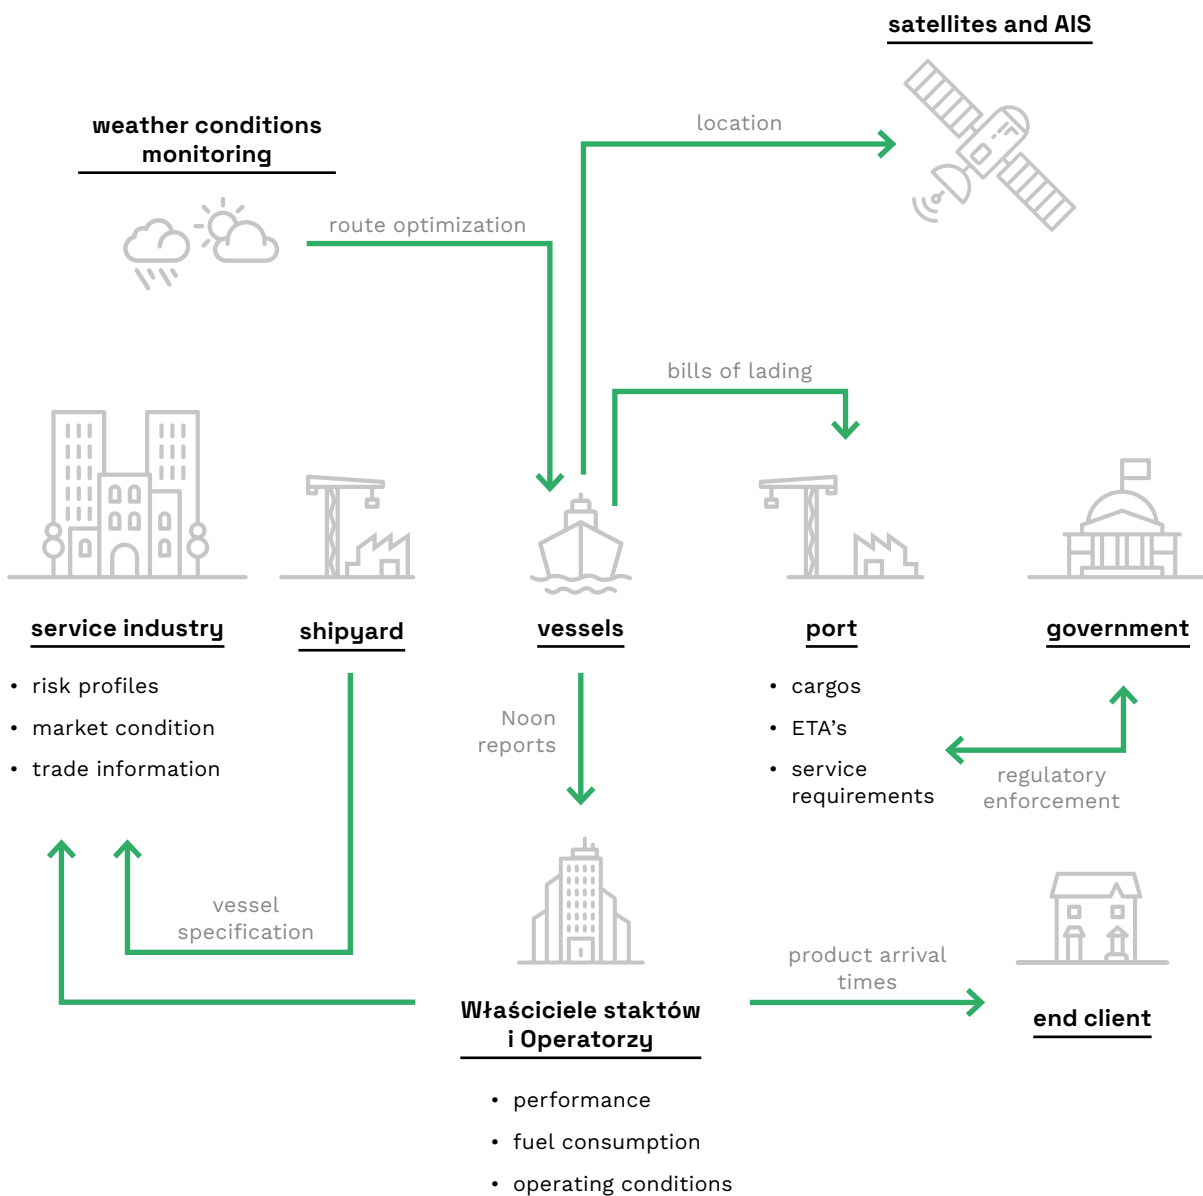 satellites and AIS
weather conditions
monitoring
location
route optimization
bills of lading
service industry
shipyard
vessels
port
government
• risk profiles
• market condition
• trade information
Noon
reports
• cargos
• ETA's
• service
requirements
regulatory
enforcement
vessel
specification
product arrival
times
Właściciele staktów
i Operatorzy
end client
• performance
• fuel consumption
• operating conditions